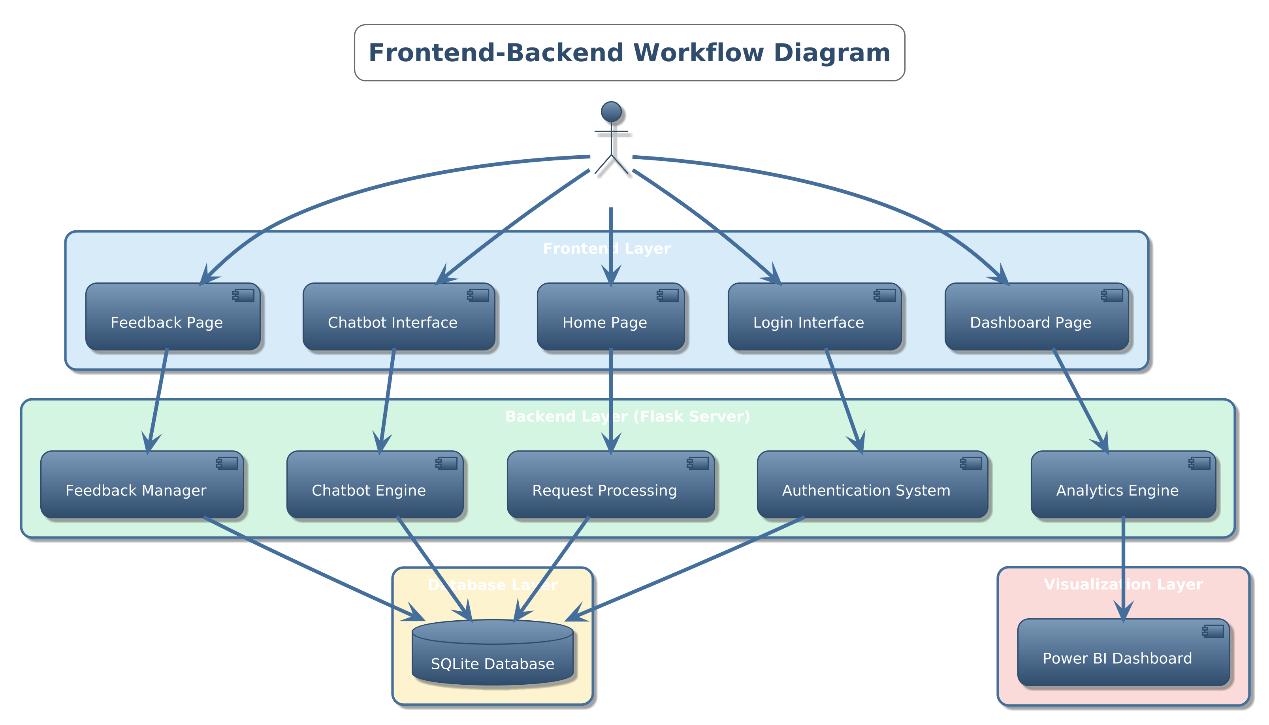 Frontend-Backend Workflow Diagram
Frontend Layer
Feedback Page
Chatbot Interface
Home Page
Login Interface
Dashboard Page
Backend Layer (Flask Server)
Feedback Manager
Chatbot Engine
Request Processing
Authentication System
Analytics Engine
Database Layer
Visualization Layer
SQLite Database
Power BI Dashboard